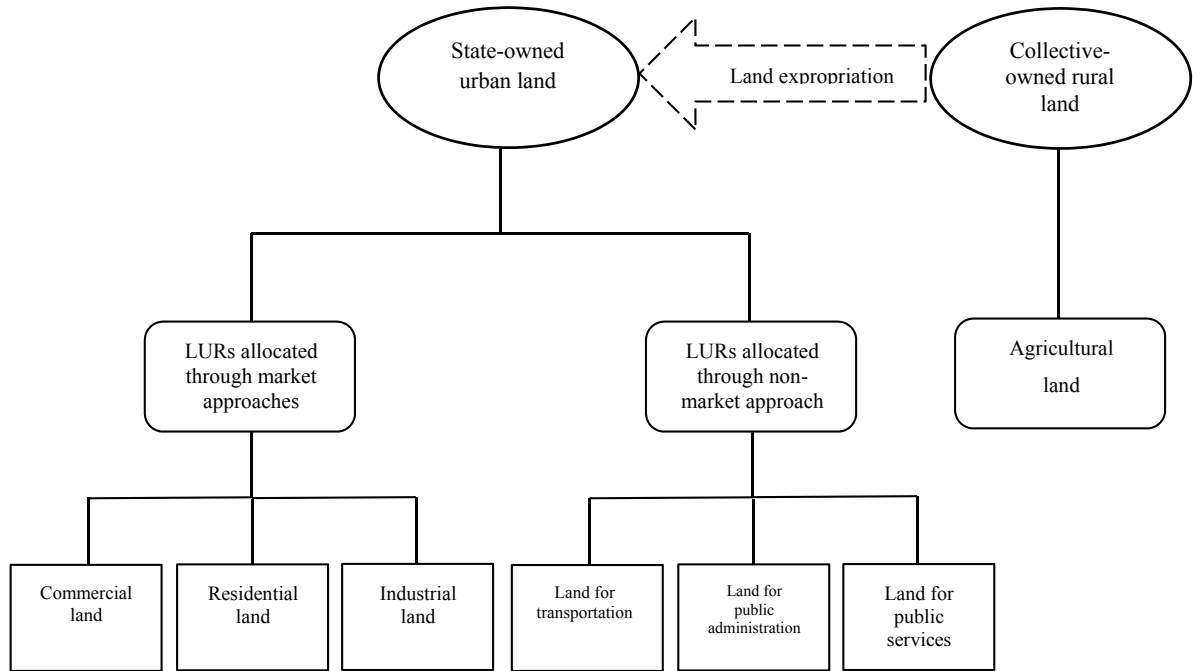 State-owned
urban land
Land expropriation
Collective-
owned rural
land
LURs allocated
through market
approaches
LURs allocated
through non-
market approach
Agricultural
land
Commercial
land
Residential
land
Industrial
land
Land for
transportation
Land for
public
administration
Land for
public
services